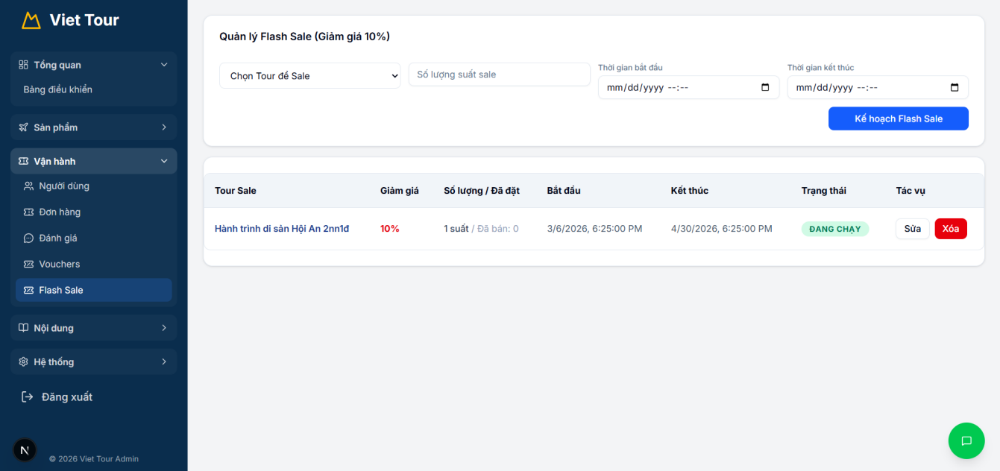 Viet Tour
Tổng quan
Bảng điều khiển
Sản phẩm
Vận hành
Người dùng
Đơn hàng
Đánh giá
Vouchers
Flash Sale
Nội dung
Hệ thống
Đăng xuất
N
© 2026 Viet Tour Admin
Quản lý Flash Sale (Giảm giá 10%)
Chọn Tour để Sale
Số lượng suất sale
Thời gian bắt đầu
mm/dd/yyyy --:--
Thời gian kết thúc
mm/dd/yyyy --:--
Kế hoạch Flash Sale
Tour Sale Giảm giá Số lượng / Đã đặt Bắt đầu Kết thúc Trạng thái Tác vụ
Hành trình di sản Hội An 2nn1đ 10% 1 suất / Đã bán: 0 3/6/2026, 6:25:00 PM 4/30/2026, 6:25:00 PM ĐANG CHẠY Sửa Xóa